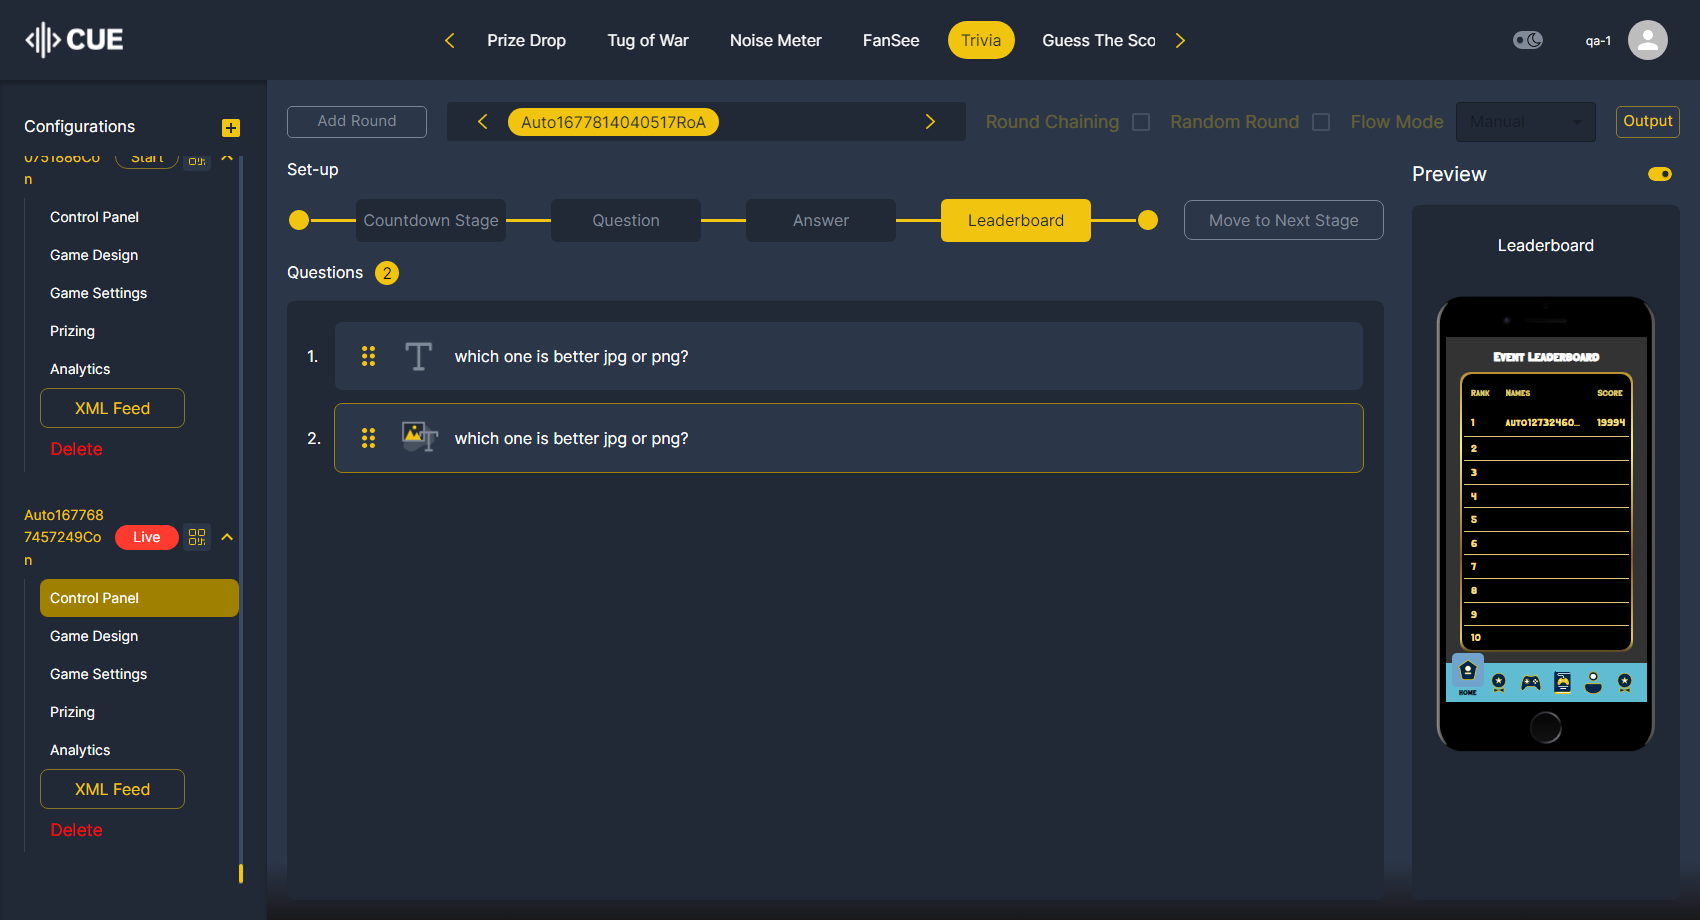 CUE
Prize Drop
Tug of War
Noise Meter
FanSee
Trivia
Guess The Sco
qa-1
Configurations
0751886Co
n
Start
Control Panel
Game Design
Game Settings
Prizing
Analytics
XML Feed
Delete
Auto167768
7457249Co
n
Live
Control Panel
Game Design
Game Settings
Prizing
Analytics
XML Feed
Delete
Add Round
Auto1677814040517RoA
Round Chaining
Random Round
Flow Mode
Manual
Output
Set-up
Countdown Stage
Question
Answer
Leaderboard
Move to Next Stage
Questions 2
1. which one is better jpg or png?
2. which one is better jpg or png?
Preview
Leaderboard
Event Leaderboard
Rank Names Score
1 AUTO12732460... 19994
2
3
4
5
6
7
8
9
10
HOME